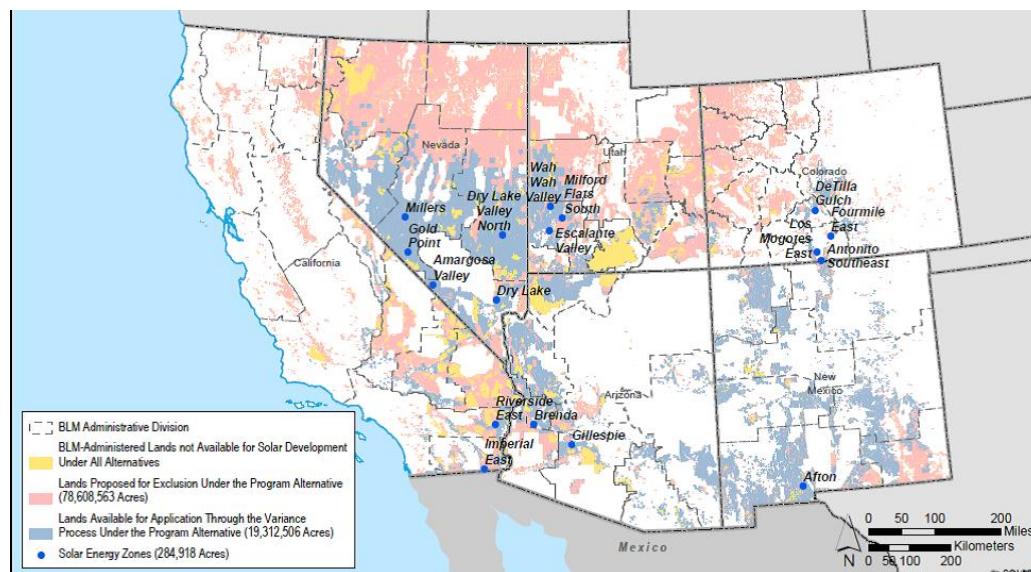 Nevada
Utah
Colorado
Wah
Wah
Valley
Milford
Flats
South
Dry Lake
Valley
North
Escalante
Valley
DeTilla
Gulch
Fourmile
East
Los
Mogotes
East
Antonito
Southeast
Millers
Gold
Point
Amargosa
Valley
California
Dry Lake
Riverside
East
Brenda
Arizona
New
Mexico
Imperial
East
Gillespie
Afton
Mexico
BLM Administrative Division
BLM-Administered Lands not Available for Solar Development
Under All Alternatives
Lands Proposed for Exclusion Under the Program Alternative
(78,608,563 Acres)
Lands Available for Application Through the Variance
Process Under the Program Alternative (19,312,506 Acres)
Solar Energy Zones (284,918 Acres)
N
0 50 100 200
Miles
Kilometers
0 50 100 200